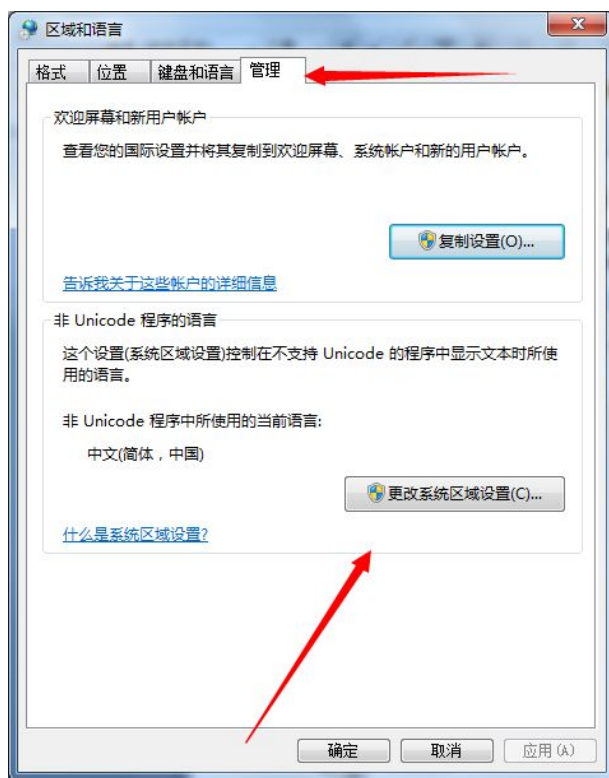 区域和语言
格式 位置 键盘和语言 管理
欢迎屏幕和新用户帐户
查看您的国际设置并将其复制到欢迎屏幕、系统帐户和新的用户帐户。
复制设置(O)...
告诉我关于这些帐户的详细信息
非 Unicode 程序的语言
这个设置(系统区域设置)控制在不支持 Unicode 的程序中显示文本时所使
用的语言。
非 Unicode 程序中所使用的当前语言:
中文(简体，中国)
更改系统区域设置(C)...
什么是系统区域设置?
确定 取消 应用(A)